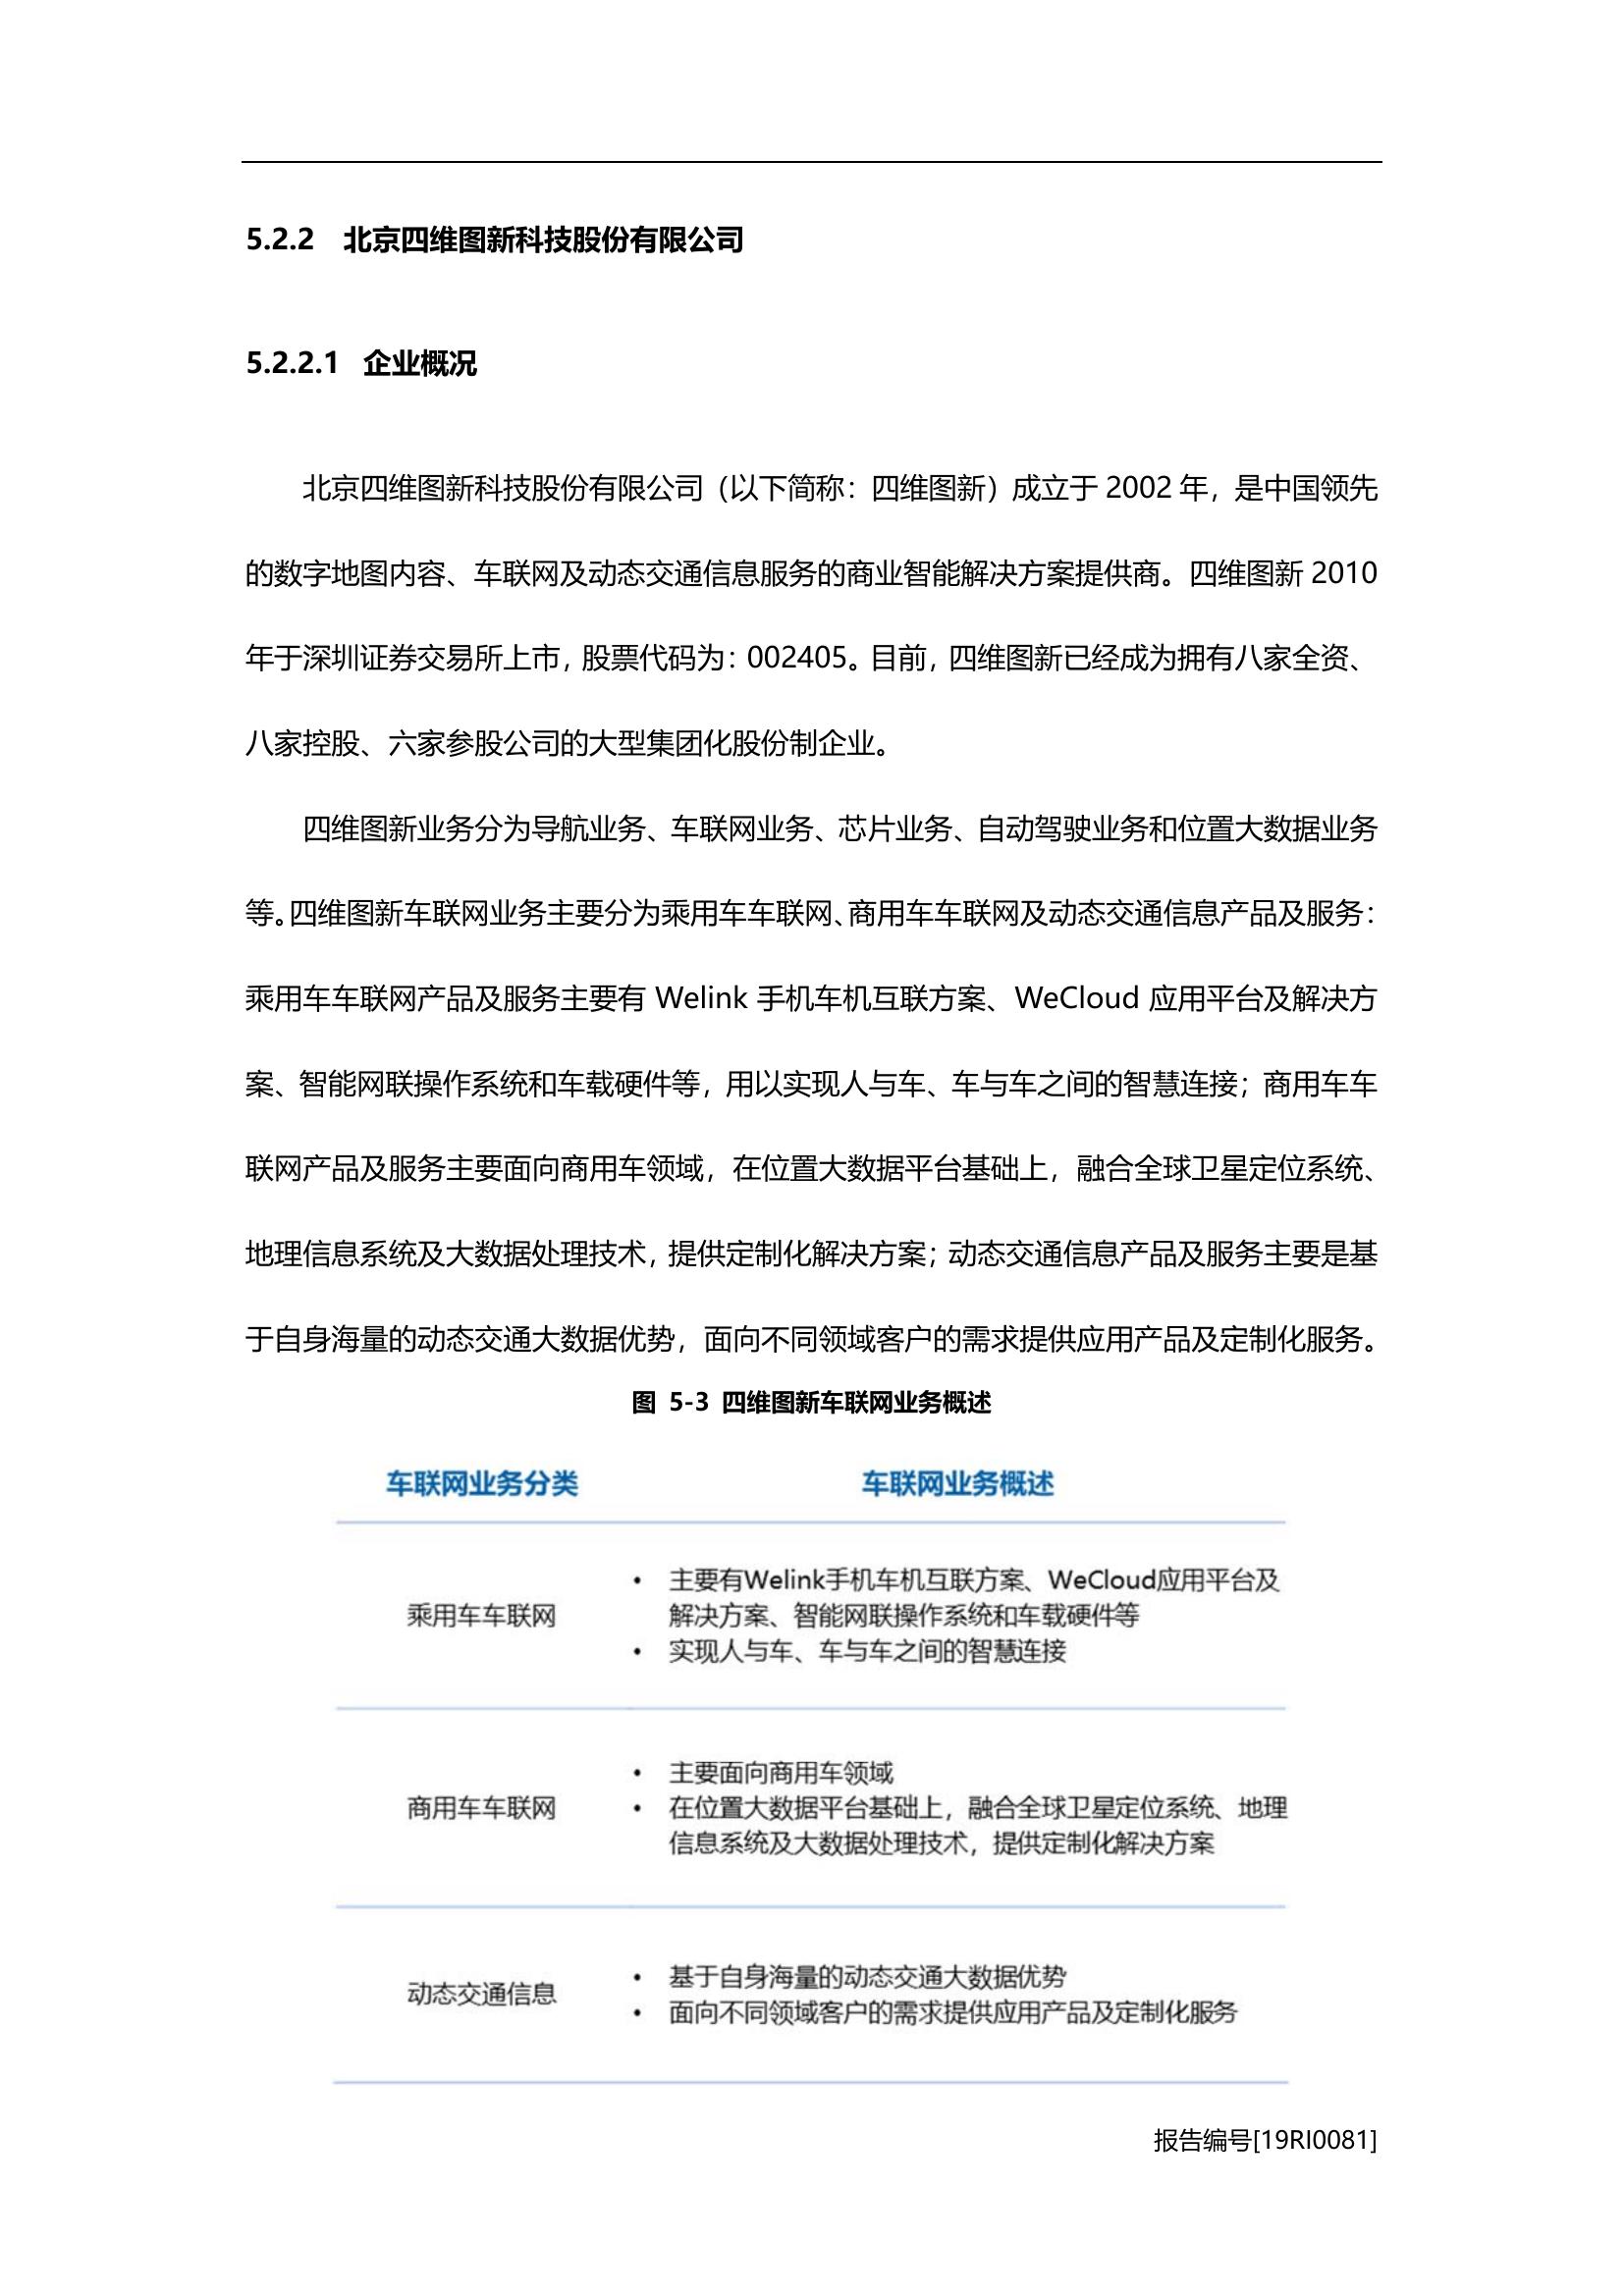 5.2.2 北京四维图新科技股份有限公司
5.2.2.1 企业概况
北京四维图新科技股份有限公司（以下简称：四维图新）成立于 2002 年，是中国领先
的数字地图内容、车联网及动态交通信息服务的商业智能解决方案提供商。四维图新 2010
年于深圳证券交易所上市，股票代码为：002405。目前，四维图新已经成为拥有八家全资、
八家控股、六家参股公司的大型集团化股份制企业。
四维图新业务分为导航业务、车联网业务、芯片业务、自动驾驶业务和位置大数据业务
等。四维图新车联网业务主要分为乘用车车联网、商用车车联网及动态交通信息产品及服务：
乘用车车联网产品及服务主要有 Welink 手机车机互联方案、WeCloud 应用平台及解决方
案、智能网联操作系统和车载硬件等，用以实现人与车、车与车之间的智慧连接；商用车车
联网产品及服务主要面向商用车领域，在位置大数据平台基础上，融合全球卫星定位系统、
地理信息系统及大数据处理技术，提供定制化解决方案；动态交通信息产品及服务主要是基
于自身海量的动态交通大数据优势，面向不同领域客户的需求提供应用产品及定制化服务。
图 5-3 四维图新车联网业务概述
车联网业务分类 车联网业务概述
乘用车车联网
• 主要有Welink手机车机互联方案、WeCloud应用平台及
解决方案、智能网联操作系统和车载硬件等
• 实现人与车、车与车之间的智慧连接
商用车车联网
• 主要面向商用车领域
• 在位置大数据平台基础上，融合全球卫星定位系统、地理
信息系统及大数据处理技术，提供定制化解决方案
动态交通信息
• 基于自身海量的动态交通大数据优势
• 面向不同领域客户的需求提供应用产品及定制化服务
报告编号[19RI0081]